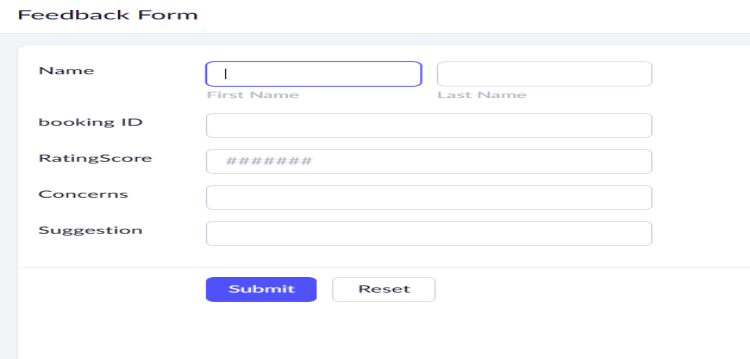 Feedback Form
Name
First Name Last Name
booking ID
RatingScore #######
Concerns
Suggestion
Submit Reset